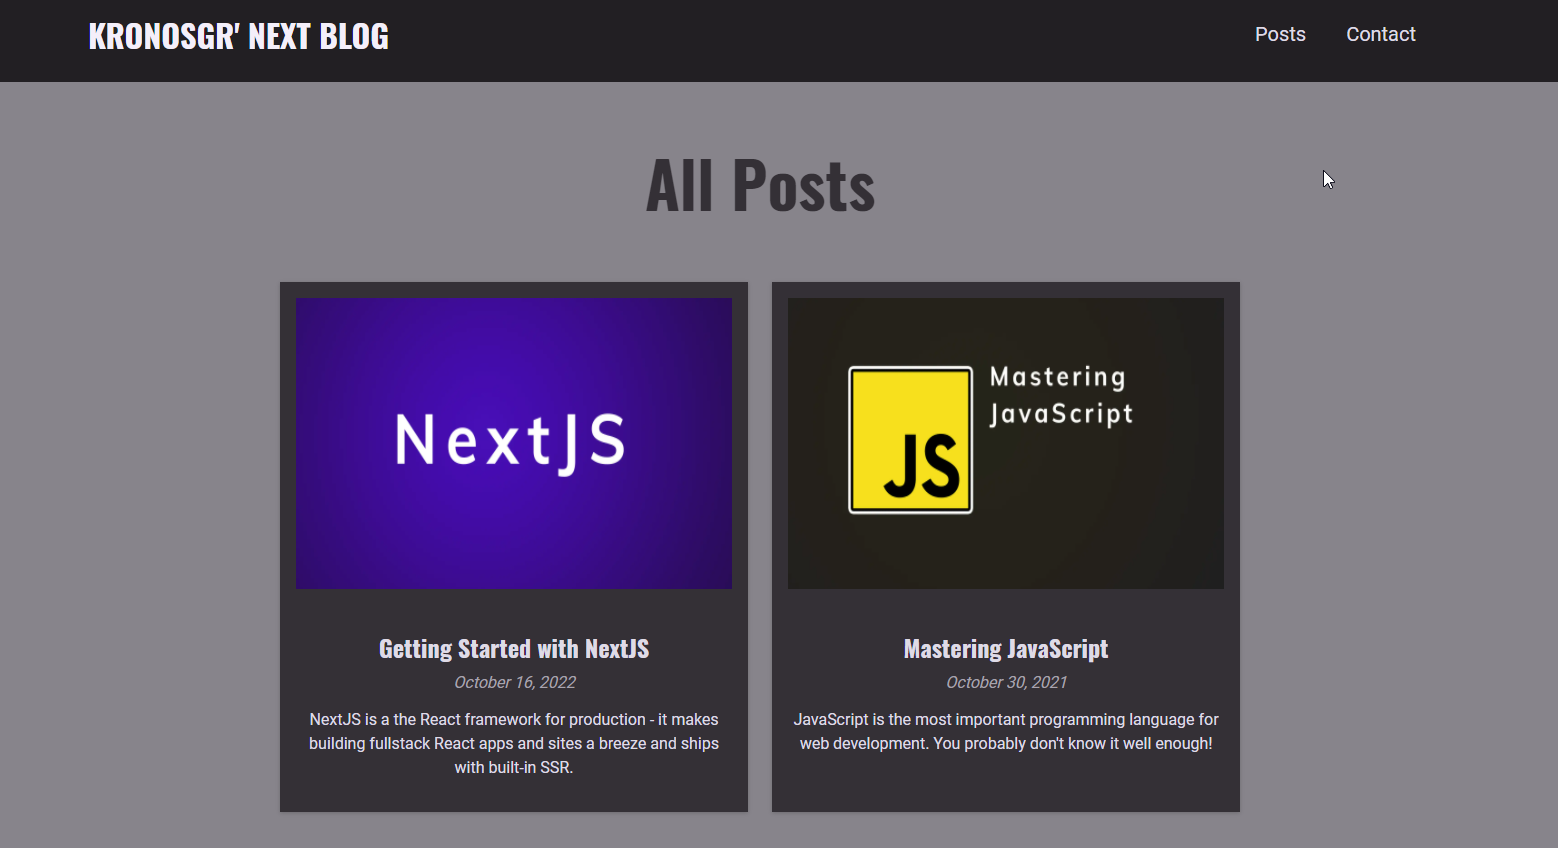 KRONOSGR' NEXT BLOG
Posts
Contact
All Posts
NextJS
Getting Started with NextJS
October 16, 2022
NextJS is a the React framework for production - it makes
building fullstack React apps and sites a breeze and ships
with built-in SSR.
Mastering
JavaScript
JS
Mastering JavaScript
October 30, 2021
JavaScript is the most important programming language for
web development. You probably don't know it well enough!